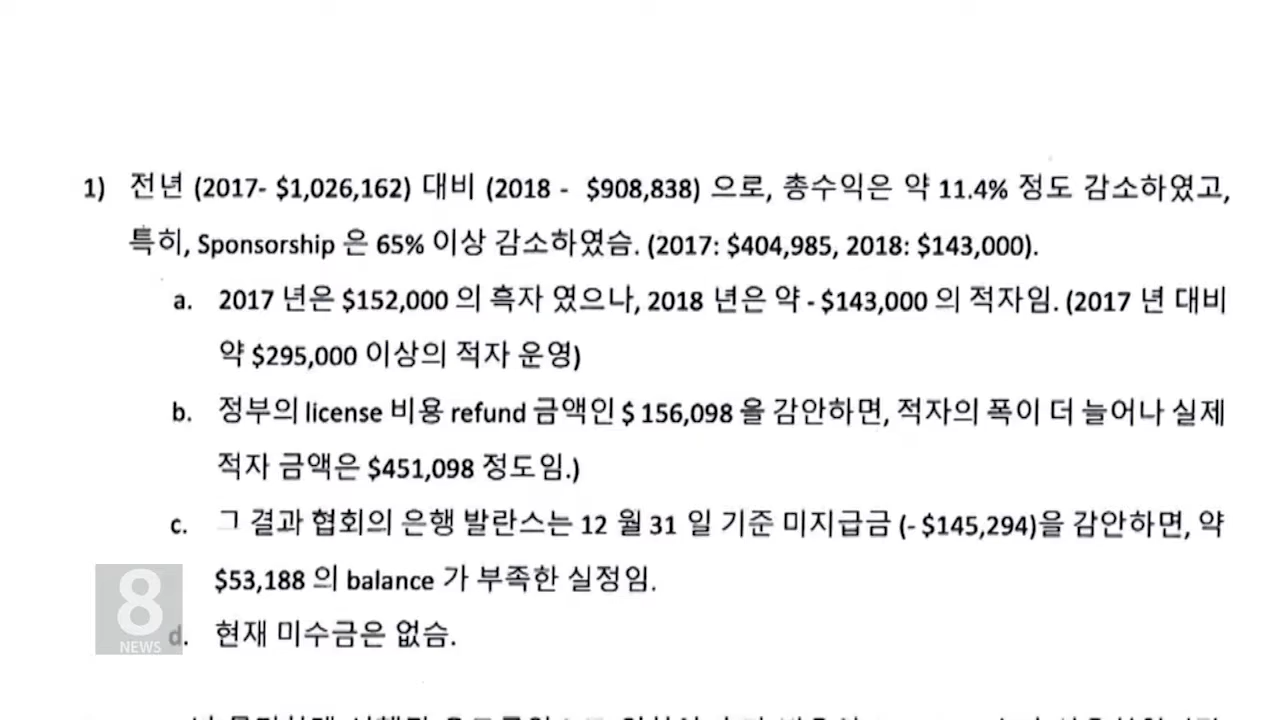 1) 전년 (2017- $1,026,162) 대비 (2018 - $908,838) 으로, 총수익은 약 11.4% 정도 감소하였고,
특히, Sponsorship 은 65% 이상 감소하였슴. (2017: $404,985, 2018: $143,000).
a. 2017 년은 $152,000 의 흑자 였으나, 2018 년은 약 - $143,000 의 적자임. (2017 년 대비
약 $295,000 이상의 적자 운영)
b. 정부의 license 비용 refund 금액인 $ 156,098 을 감안하면, 적자의 폭이 더 늘어나 실제
적자 금액은 $451,098 정도임.)
c. 그 결과 협회의 은행 발란스는 12 월 31 일 기준 미지급금 (- $145,294)을 감안하면, 약
$53,188 의 balance 가 부족한 실정임.
d. 현재 미수금은 없슴.
8
NEWS